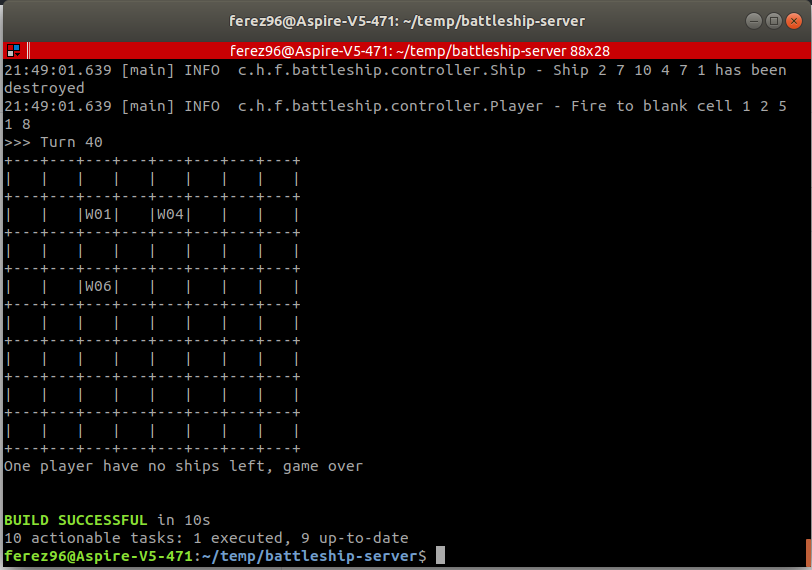 ferez96@Aspire-V5-471: ~/temp/battleship-server
ferez96@Aspire-V5-471: ~/temp/battleship-server 88x28
21:49:01.639 [main] INFO  c.h.f.battleship.controller.Ship - Ship 2 7 10 4 7 1 has been
destroyed
21:49:01.639 [main] INFO  c.h.f.battleship.controller.Player - Fire to blank cell 1 2 5
1 8
>>> Turn 40
+---+---+---+---+---+---+---+---+
|   |   |   |   |   |   |   |   |
+---+---+---+---+---+---+---+---+
|   |   |W01|   |W04|   |   |   |
+---+---+---+---+---+---+---+---+
|   |   |   |   |   |   |   |   |
+---+---+---+---+---+---+---+---+
|   |   |W06|   |   |   |   |   |
+---+---+---+---+---+---+---+---+
|   |   |   |   |   |   |   |   |
+---+---+---+---+---+---+---+---+
|   |   |   |   |   |   |   |   |
+---+---+---+---+---+---+---+---+
|   |   |   |   |   |   |   |   |
+---+---+---+---+---+---+---+---+
|   |   |   |   |   |   |   |   |
+---+---+---+---+---+---+---+---+
One player have no ships left, game over
BUILD SUCCESSFUL in 10s
10 actionable tasks: 1 executed, 9 up-to-date
ferez96@Aspire-V5-471:~/temp/battleship-server$